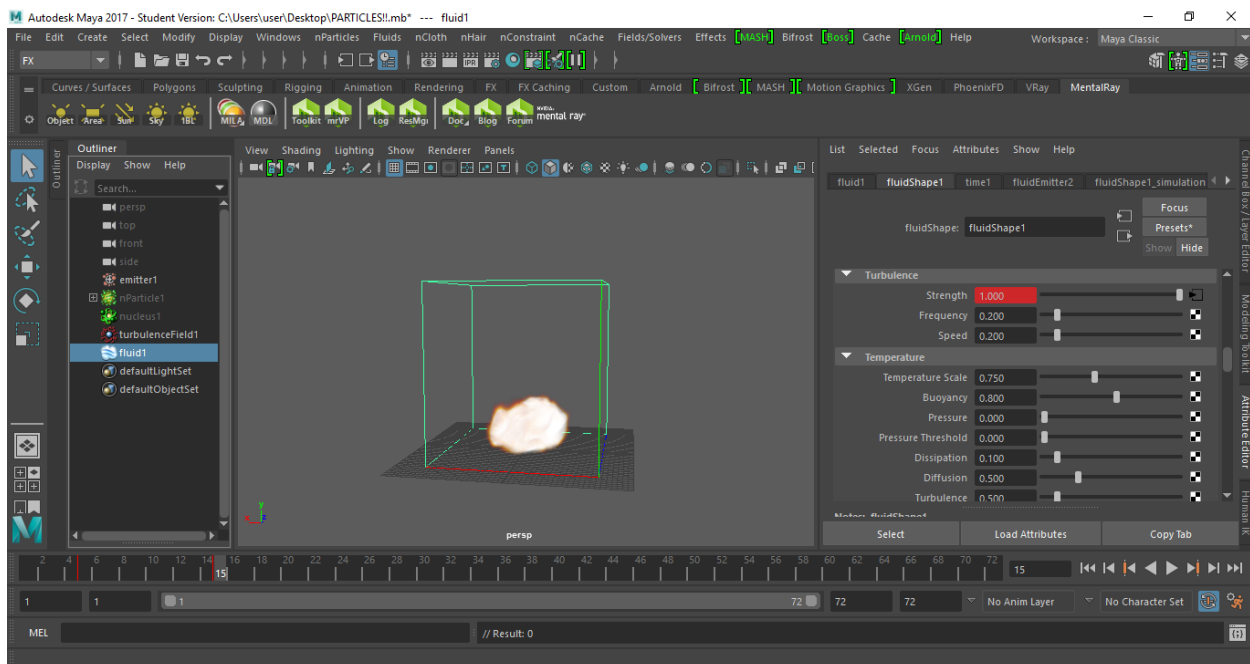 Autodesk Maya 2017 - Student Version: C:\Users\user\Desktop\PARTICLES!!.mb* --- fluid1
File Edit Create Select Modify Display Windows nParticles Fluids nCloth nHair nConstraint nCache Fields/Solvers Effects [MASH] Bifrost [Boss] Cache [Arnold] Help Workspace : Maya Classic
FX
Curves / Surfaces Polygons Sculpting Rigging Animation Rendering FX FX Caching Custom Arnold [ Bifrost ][ MASH ][ Motion Graphics ] XGen PhoenixFD VRay MentalRay
Object Area Sun Sky IBL MILA MDL Toolkit mrVP Log ResMgr Doc Blog Forum NVIDIA. mental ray
Outliner
Outliner
Display Show Help
Search...
persp
top
front
side
emitter1
nParticle1
nucleus1
turbulenceField1
fluid1
defaultLightSet
defaultObjectSet
View Shading Lighting Show Renderer Panels
y
z
persp
List Selected Focus Attributes Show Help
fluid1 fluidShape1 time1 fluidEmitter2 fluidShape1_simulation
Focus
fluidShape: fluidShape1 Presets*
Show Hide
Turbulence
Strength 1.000
Frequency 0.200
Speed 0.200
Temperature
Temperature Scale 0.750
Buoyancy 0.800
Pressure 0.000
Pressure Threshold 0.000
Dissipation 0.100
Diffusion 0.500
Turbulence 0.500
Notes: fluidShape1
Select Load Attributes Copy Tab
Channel Box / Layer Editor
Modeling Toolkit
Attribute Editor
Human IK
2 4 6 8 10 12 14 16 18 20 22 24 26 28 30 32 34 36 38 40 42 44 46 48 50 52 54 56 58 60 62 64 66 68 70 72
15 15
1 1 1 72 72 72 No Anim Layer No Character Set
MEL // Result: 0